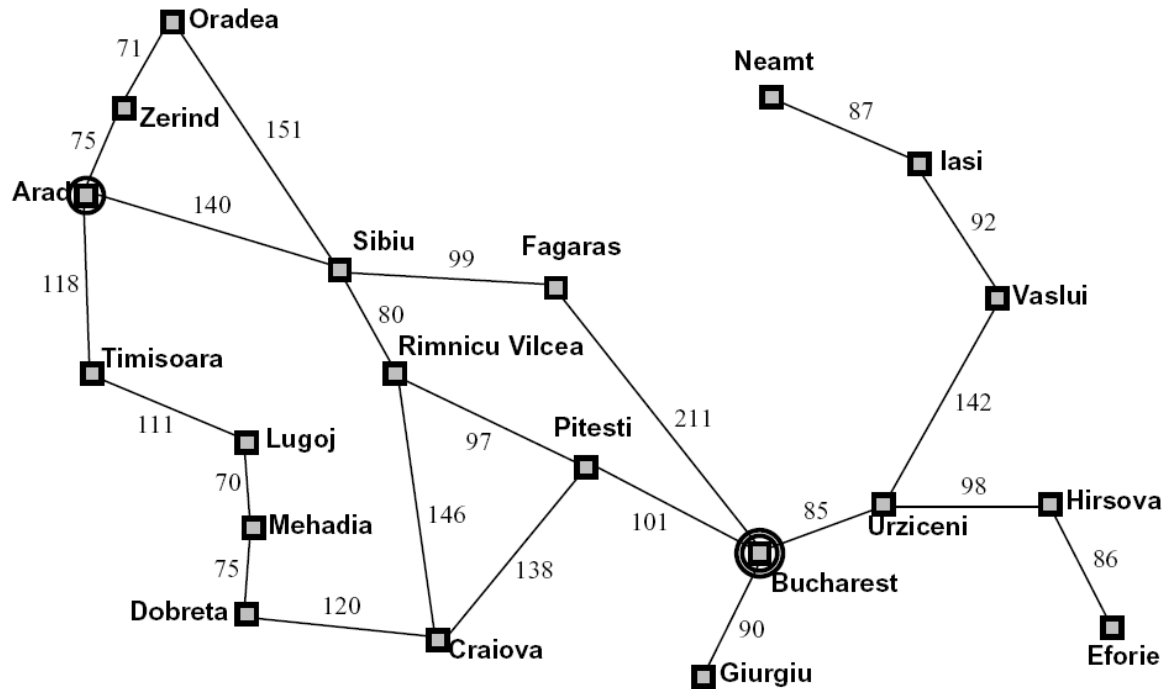 Oradea
71
Neamt
87
Zerind
75
151
Iasi
Arad
140
92
Sibiu
Fagaras
99
118
Vaslui
80
Timisoara
Rimnicu Vilcea
142
111
211
Lugoj
97
Pitesti
70
98
Hirsova
Mehadia
146
101
85
Urziceni
75
138
86
Bucharest
Dobreta
120
90
Craiova
Giurgiu
Eforie